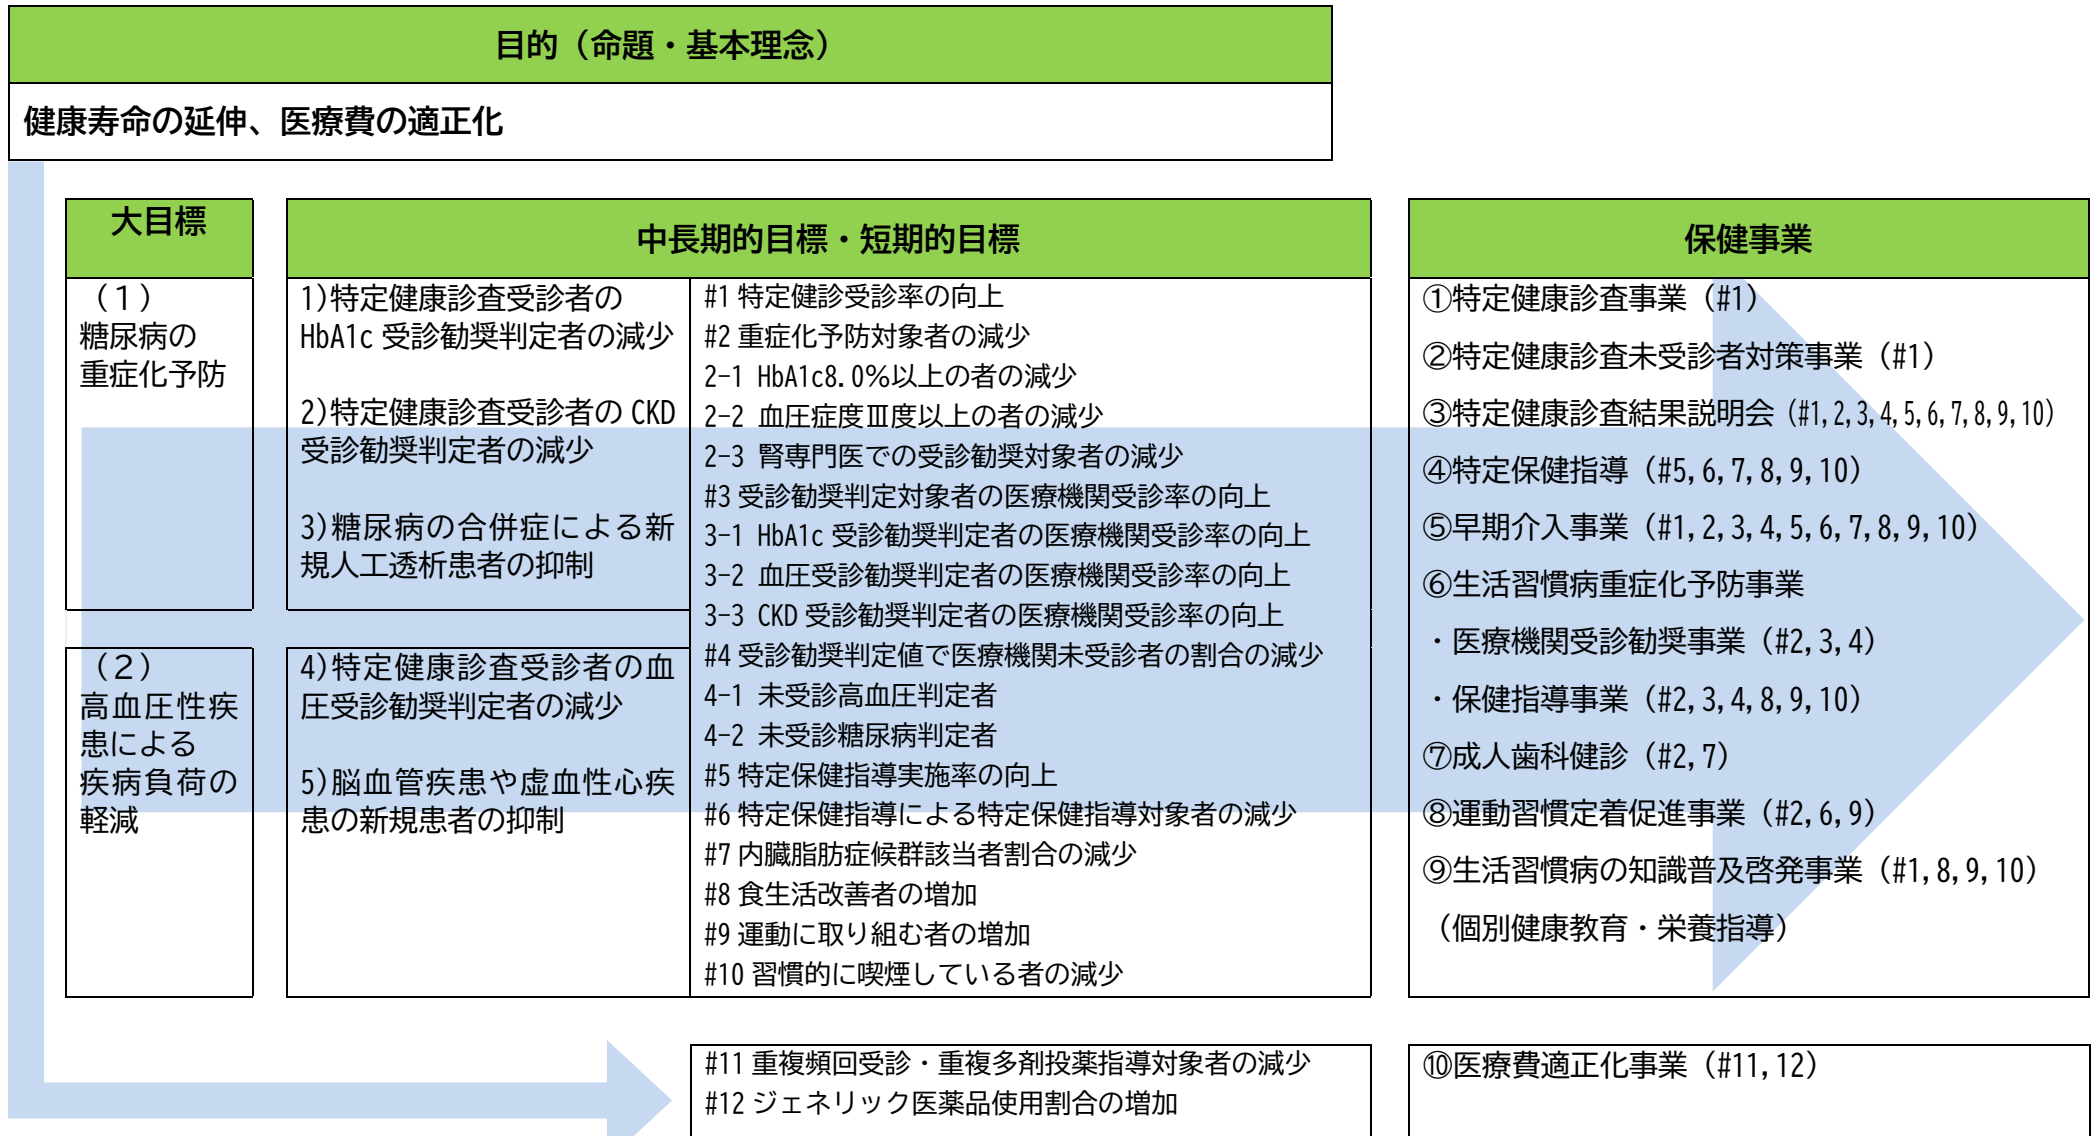 目的（命題・基本理念）
健康寿命の延伸、医療費の適正化
大目標
（１）
糖尿病の
重症化予防
（２）
高血圧性疾
患による
疾病負荷の
軽減
中長期的目標・短期的目標
1)特定健康診査受診者の
HbA1c 受診勧奨判定者の減少
2)特定健康診査受診者の CKD
受診勧奨判定者の減少
3)糖尿病の合併症による新
規人工透析患者の抑制
4)特定健康診査受診者の血
圧受診勧奨判定者の減少
5)脳血管疾患や虚血性心疾
患の新規患者の抑制
#1 特定健診受診率の向上
#2 重症化予防対象者の減少
2-1 HbA1c8.0%以上の者の減少
2-2 血圧症度Ⅲ度以上の者の減少
2-3 腎専門医での受診勧奨対象者の減少
#3 受診勧奨判定対象者の医療機関受診率の向上
3-1 HbA1c 受診勧奨判定者の医療機関受診率の向上
3-2 血圧受診勧奨判定者の医療機関受診率の向上
3-3 CKD 受診勧奨判定者の医療機関受診率の向上
#4 受診勧奨判定値で医療機関未受診者の割合の減少
4-1 未受診高血圧判定者
4-2 未受診糖尿病判定者
#5 特定保健指導実施率の向上
#6 特定保健指導による特定保健指導対象者の減少
#7 内臓脂肪症候群該当者割合の減少
#8 食生活改善者の増加
#9 運動に取り組む者の増加
#10 習慣的に喫煙している者の減少
#11 重複頻回受診・重複多剤投薬指導対象者の減少
#12 ジェネリック医薬品使用割合の増加
保健事業
①特定健康診査事業（#1）
②特定健康診査未受診者対策事業（#1）
③特定健康診査結果説明会（#1,2,3,4,5,6,7,8,9,10）
④特定保健指導（#5,6,7,8,9,10）
⑤早期介入事業（#1,2,3,4,5,6,7,8,9,10）
⑥生活習慣病重症化予防事業
・医療機関受診勧奨事業（#2,3,4）
・保健指導事業（#2,3,4,8,9,10）
⑦成人歯科健診（#2,7）
⑧運動習慣定着促進事業（#2,6,9）
⑨生活習慣病の知識普及啓発事業（#1,8,9,10）
（個別健康教育・栄養指導）
⑩医療費適正化事業（#11,12）